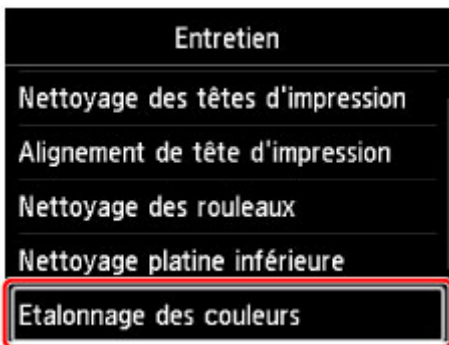 Entretien
Nettoyage des têtes d'impression
Alignement de tête d'impression
Nettoyage des rouleaux
Nettoyage platine inférieure
Etalonnage des couleurs